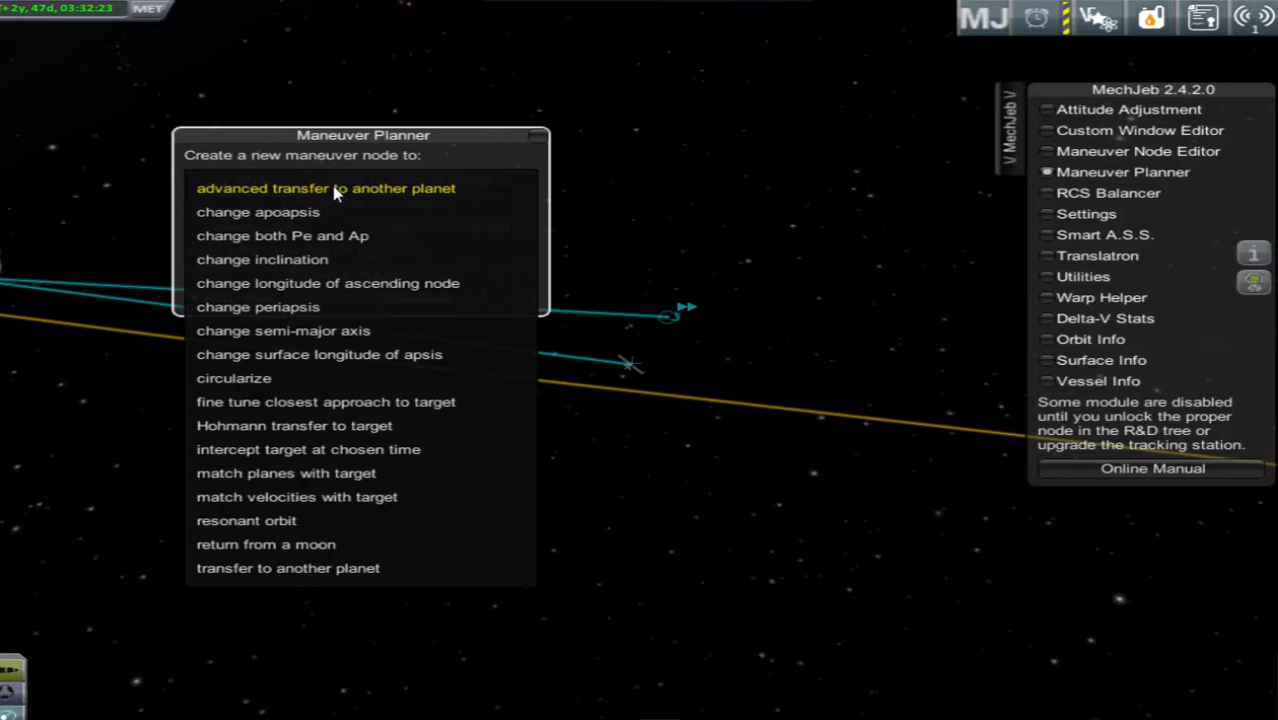 T+ 2y, 47d, 03:32:23
MET
MJ
1
Maneuver Planner
Create a new maneuver node to:
advanced transfer to another planet
change apoapsis
change both Pe and Ap
change inclination
change longitude of ascending node
change periapsis
change semi-major axis
change surface longitude of apsis
circularize
fine tune closest approach to target
Hohmann transfer to target
intercept target at chosen time
match planes with target
match velocities with target
resonant orbit
return from a moon
transfer to another planet
V MechJeb V
MechJeb 2.4.2.0
Attitude Adjustment
Custom Window Editor
Maneuver Node Editor
Maneuver Planner
RCS Balancer
Settings
Smart A.S.S.
Translatron
Utilities
Warp Helper
Delta-V Stats
Orbit Info
Surface Info
Vessel Info
Some module are disabled
until you unlock the proper
node in the R&D tree or
upgrade the tracking station.
Online Manual